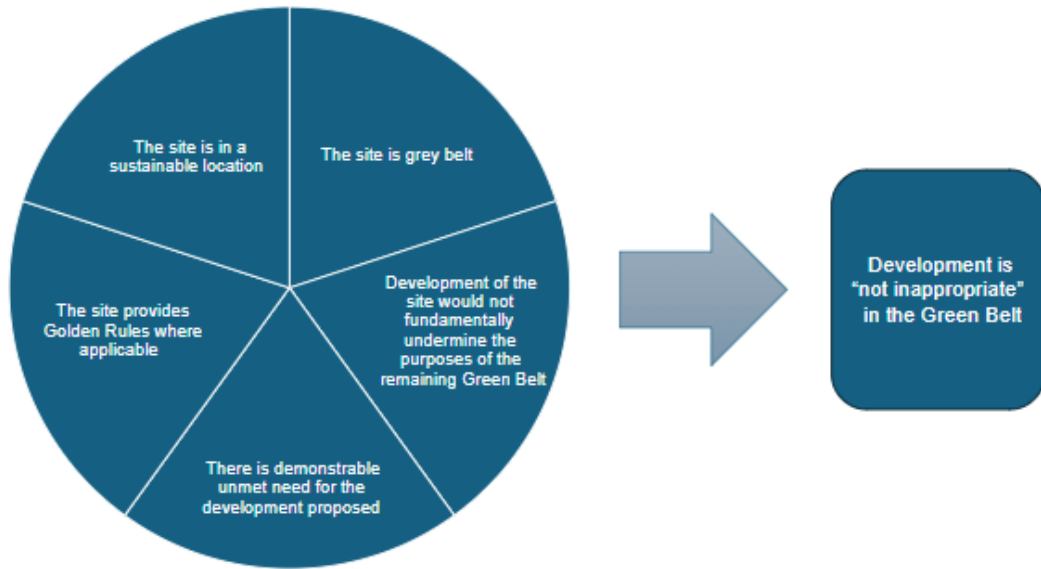 The site is in a
sustainable location
The site is grey belt
The site provides
Golden Rules where
applicable
Development of the
site would not
fundamentally
undermine the
purposes of the
remaining Green Belt
There is demonstrable
unmet need for the
development proposed
Development is
“not inappropriate”
in the Green Belt